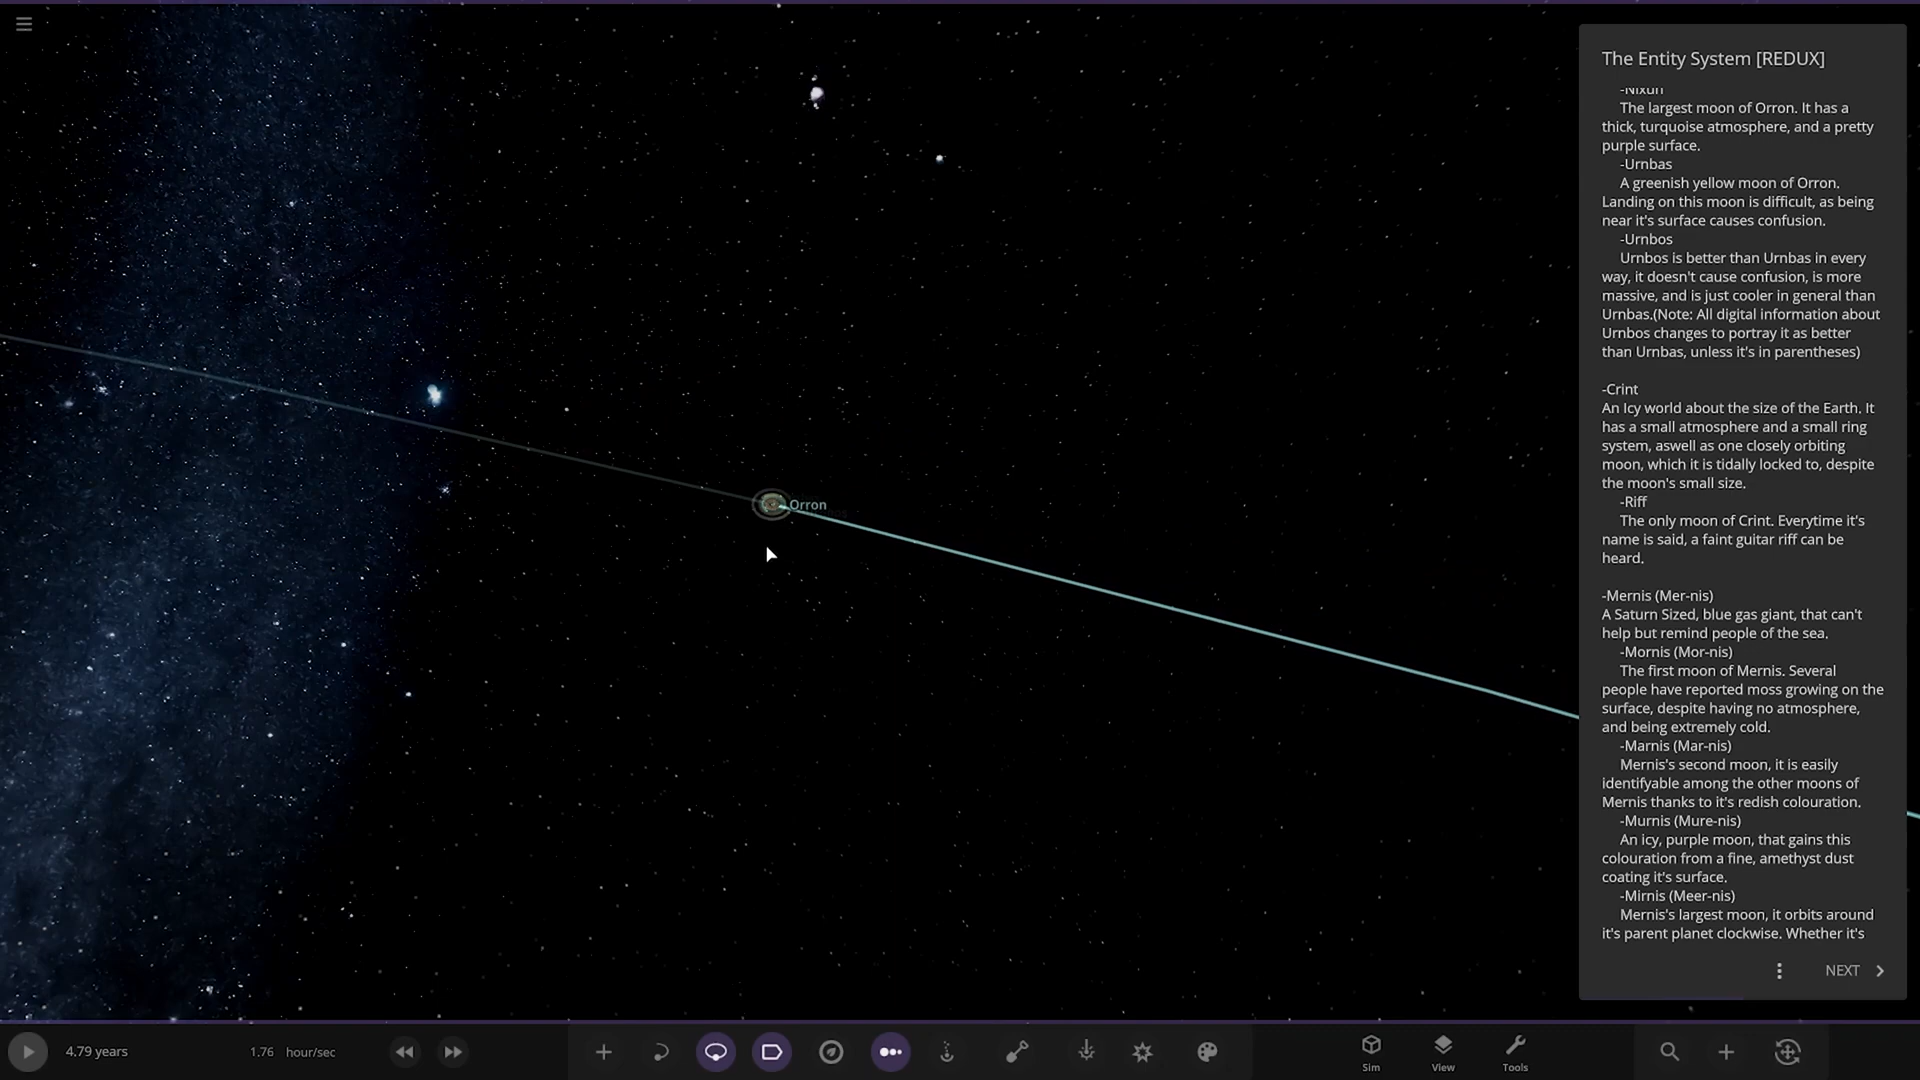 The Entity System [REDUX]
-Nixun
The largest moon of Orron. It has a
thick, turquoise atmosphere, and a pretty
purple surface.
-Urnbas
A greenish yellow moon of Orron.
Landing on this moon is difficult, as being
near it's surface causes confusion.
-Urnbos
Urnbos is better than Urnbas in every
way, it doesn't cause confusion, is more
massive, and is just cooler in general than
Urnbas.(Note: All digital information about
Urnbos changes to portray it as better
than Urnbas, unless it's in parentheses)
-Crint
An Icy world about the size of the Earth. It
has a small atmosphere and a small ring
system, aswell as one closely orbiting
moon, which it is tidally locked to, despite
the moon's small size.
-Riff
The only moon of Crint. Everytime it's
name is said, a faint guitar riff can be
heard.
-Mernis (Mer-nis)
A Saturn Sized, blue gas giant, that can't
help but remind people of the sea.
-Mornis (Mor-nis)
The first moon of Mernis. Several
people have reported moss growing on the
surface, despite having no atmosphere,
and being extremely cold.
-Marnis (Mar-nis)
Mernis's second moon, it is easily
identifyable among the other moons of
Mernis thanks to it's redish colouration.
-Murnis (Mure-nis)
An icy, purple moon, that gains this
colouration from a fine, amethyst dust
coating it's surface.
-Mirnis (Meer-nis)
Mernis's largest moon, it orbits around
it's parent planet clockwise. Whether it's
NEXT
Orron
4.79 years
1.76 hour/sec
Sim
View
Tools